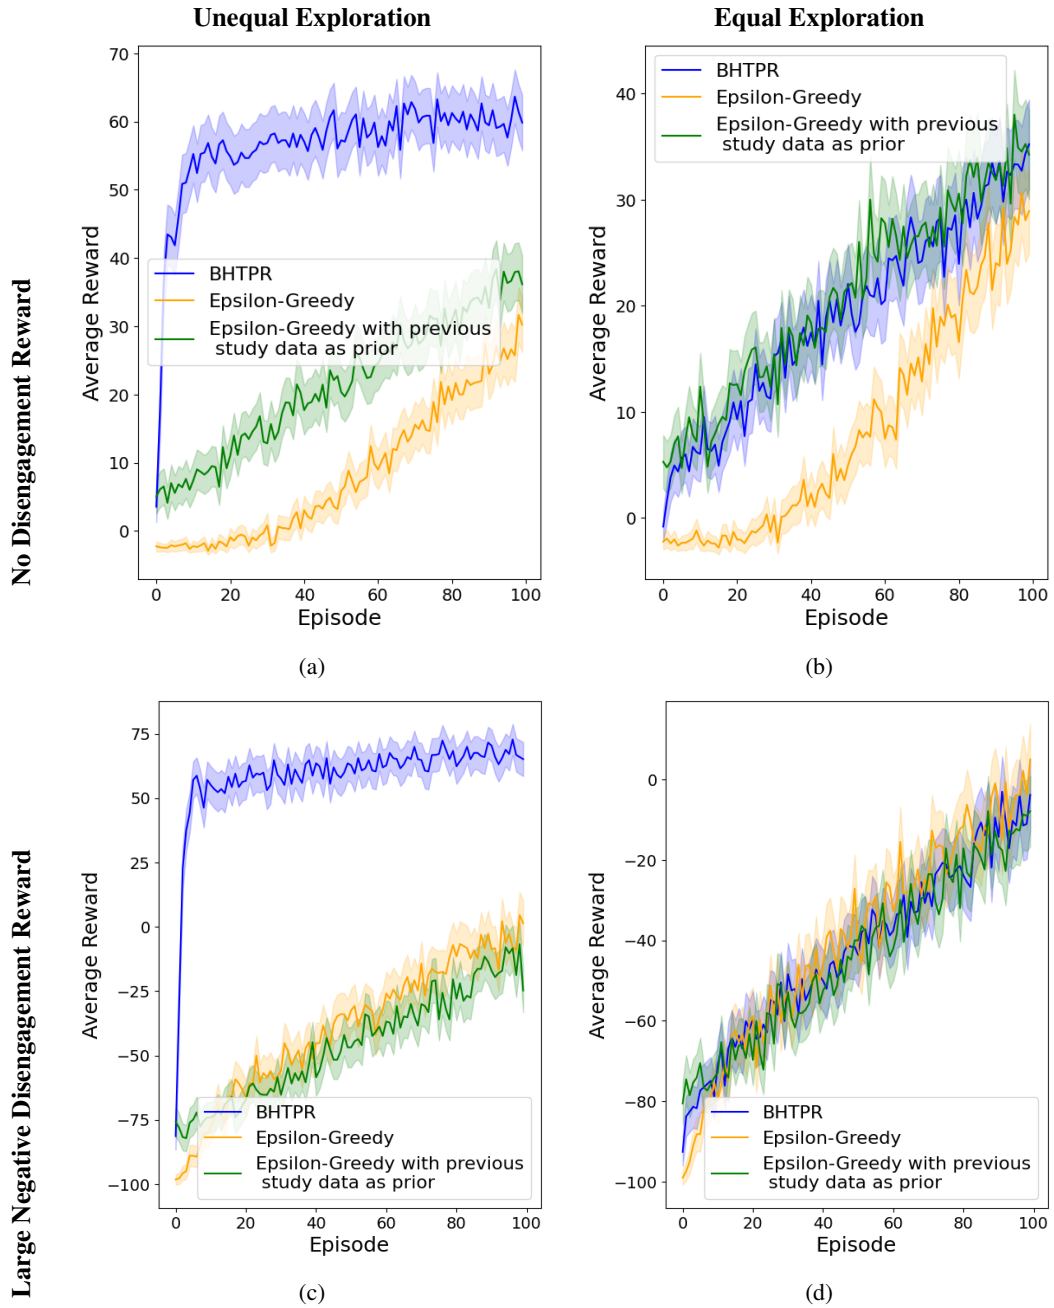 Unequal Exploration
Equal Exploration
No Disengagement Reward
Average Reward
70
60
50
40
30
20
10
0
BHTPR
Epsilon-Greedy
Epsilon-Greedy with previous
study data as prior
0
20
40
60
80
100
Episode
(a)
Average Reward
40
30
20
10
0
BHTPR
Epsilon-Greedy
Epsilon-Greedy with previous
study data as prior
0
20
40
60
80
100
Episode
(b)
Large Negative Disengagement Reward
Average Reward
75
50
25
0
−25
−50
−75
−100
BHTPR
Epsilon-Greedy
Epsilon-Greedy with previous
study data as prior
0
20
40
60
80
100
Episode
(c)
Average Reward
0
−20
−40
−60
−80
−100
BHTPR
Epsilon-Greedy
Epsilon-Greedy with previous
study data as prior
0
20
40
60
80
100
Episode
(d)